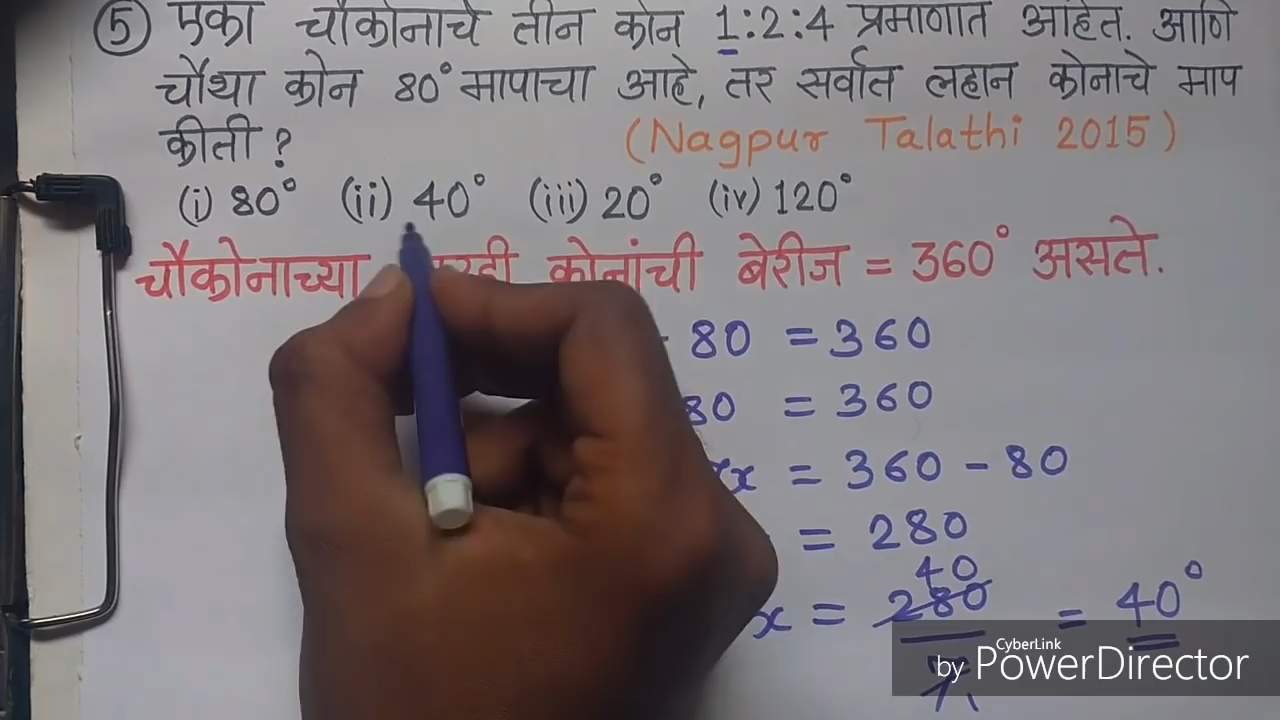 ⑤ एका चौकोनाचे तीन कोन 1:2:4 प्रमाणात आहेत. आणि
चौथा कोन 80° मापाचा आहे, तर सर्वात लहान कोनाचे माप
कीती?
(Nagpur Talathi 2015)
(i) 80° (ii) 40° (iii) 20° (iv) 120°
चौकोनाच्या कोनांची बेरीज = 360° असते.
80 = 360
80 = 360
x = 360 - 80
= 280
40
x = 280 = 40°
7
CyberLink
by PowerDirector